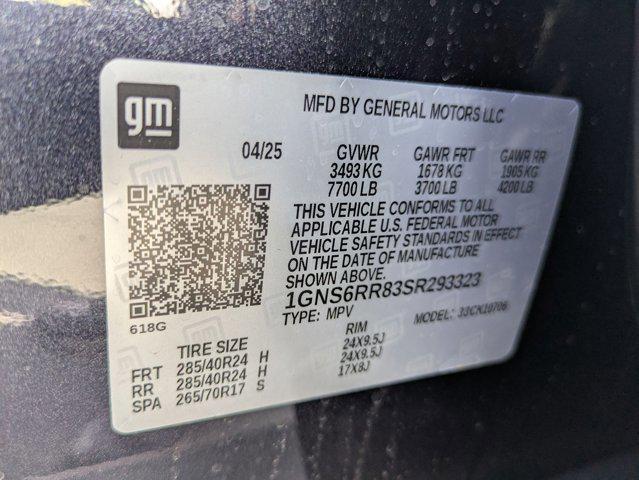 gm
MFD BY GENERAL MOTORS LLC
04/25 GVWR GAWR FRT GAWR RR
3493 KG 1678 KG 1905 KG
7700 LB 3700 LB 4200 LB
THIS VEHICLE CONFORMS TO ALL
APPLICABLE U.S. FEDERAL MOTOR
VEHICLE SAFETY STANDARDS IN EFFECT
ON THE DATE OF MANUFACTURE
SHOWN ABOVE.
1GNS6RR83SR293323
TYPE: MPV MODEL: 33CK10706
618G
TIRE SIZE RIM
FRT 285/40R24 H 24X9.5J
RR 285/40R24 H 24X9.5J
SPA 265/70R17 S 17X8J